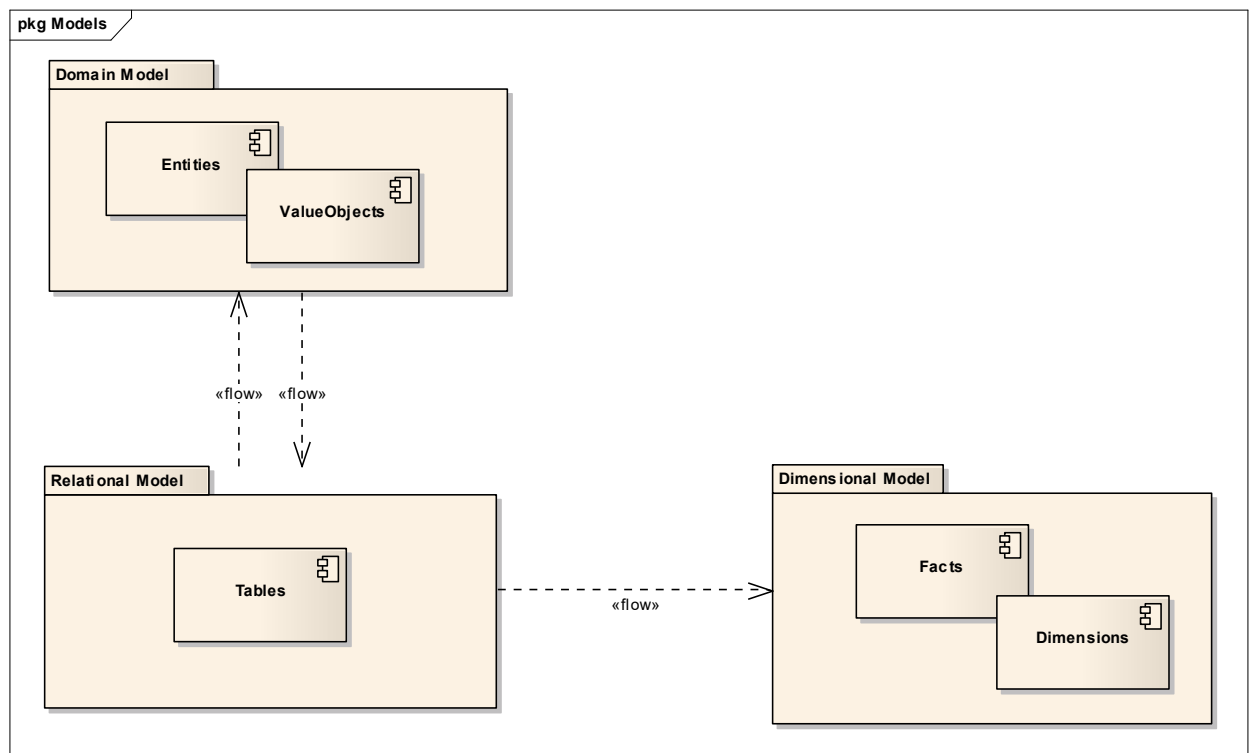 pkg Models
Domain Model
Entities
ValueObjects
«flow» «flow»
Relational Model
Tables
«flow»
Dimensional Model
Facts
Dimensions